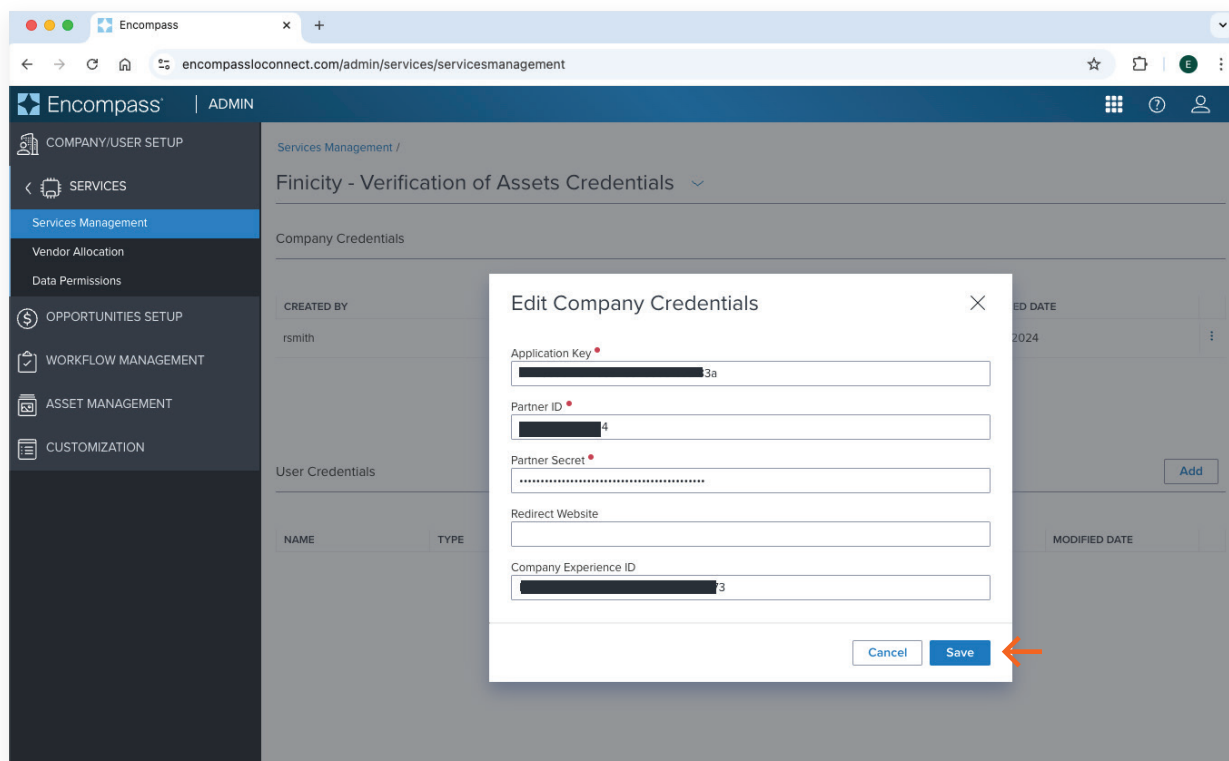 Encompass
encompassloconnect.com/admin/services/servicesmanagement
E
Encompass | ADMIN
COMPANY/USER SETUP
SERVICES
Services Management
Vendor Allocation
Data Permissions
OPPORTUNITIES SETUP
WORKFLOW MANAGEMENT
ASSET MANAGEMENT
CUSTOMIZATION
Services Management /
Finicity - Verification of Assets Credentials
Company Credentials
CREATED BY
ED DATE
rsmith
2024
User Credentials
Add
NAME
TYPE
MODIFIED DATE
Edit Company Credentials
Application Key
3a
Partner ID
4
Partner Secret
Redirect Website
Company Experience ID
73
Cancel
Save